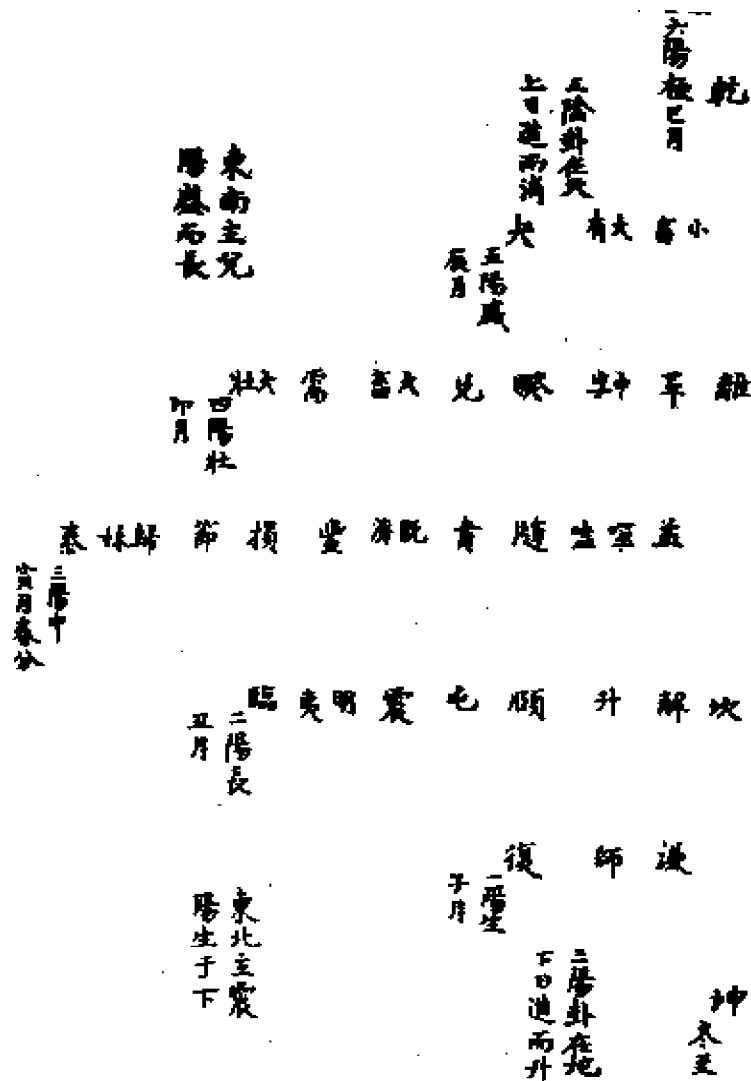 乾
六陽極巳月
三陰卦在天
上日進而消
東南主兌
陽而長
小畜 大有 夬
五陽盛
辰月
離 革 中孚 睽 兌 大畜 需 大壯
四陽壯
卯月
益 噬嗑 隨 賁 既濟 豐 損 節 歸妹 泰
三陽中
寅月春分
坎 解 升 頤 屯 震 明夷 臨
二陽長
丑月
謙 師 復
一陽生
子月
東北主震
陽生于下
三陽卦在地
下日進而升
坤
冬至